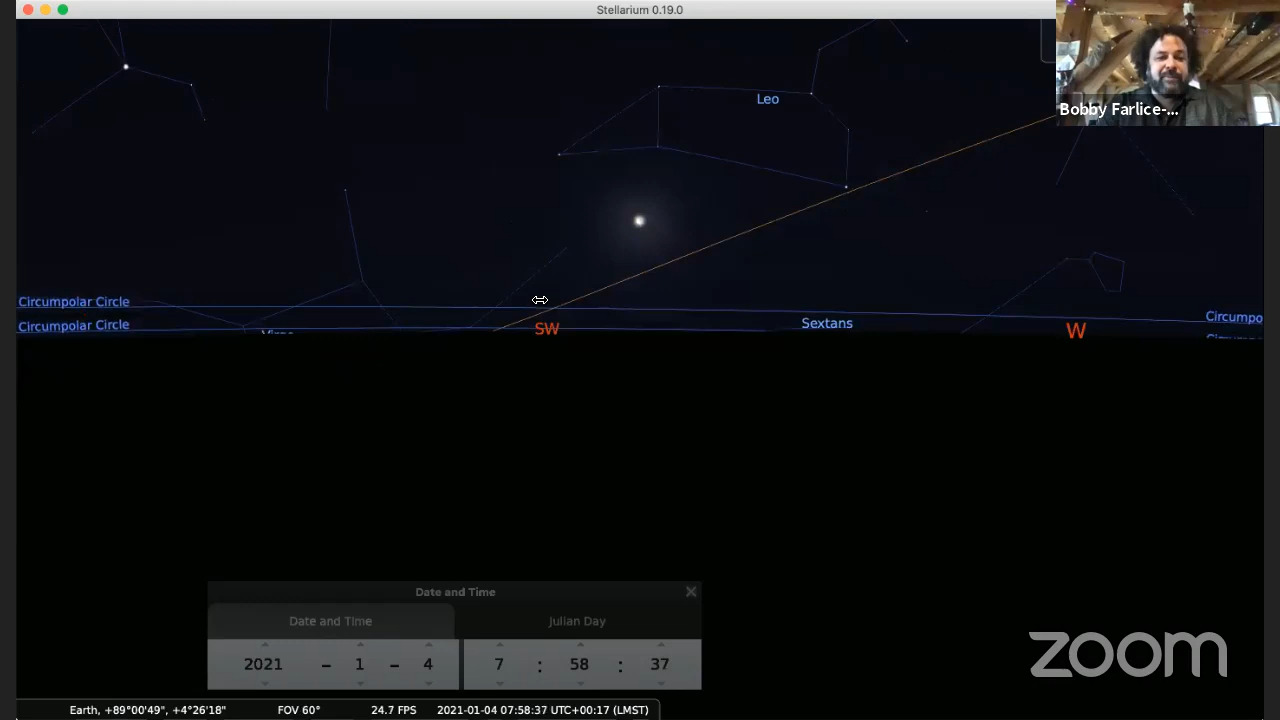 Stellarium 0.19.0
Leo
Bobby Farlice-...
Circumpolar Circle
Circumpo
Circumpolar Circle
Virgo
SW
Sextans
W
Date and Time
Date and Time
Julian Day
2021 - 1 - 4
7 : 58 : 37
zoom
Earth, +89°00'49", +4°26'18"
FOV 60°
24.7 FPS
2021-01-04 07:58:37 UTC+00:17 (LMST)